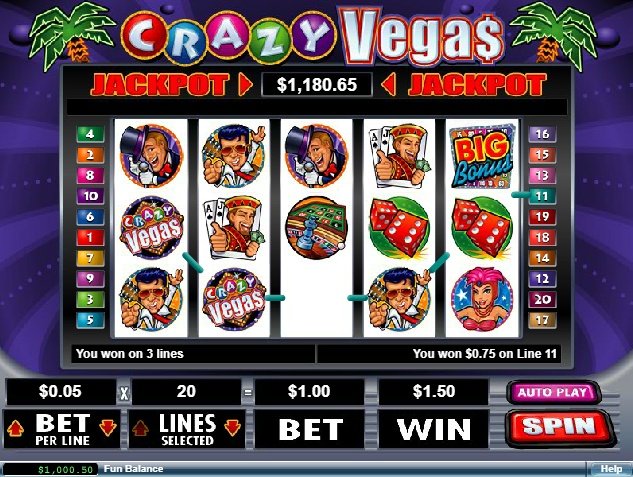 CRAZY Vega$
JACKPOT $1,180.65 JACKPOT
4 16
2 15
8 13
10 11
6 19
1 18
7 14
9 12
3 20
5 17
A J BIG Bonus
CRAZY Vegas A J
CRAZY Vegas
You won on 3 lines You won $0.75 on Line 11
$0.05 X 20 = $1.00 $1.50 AUTO PLAY
BET PER LINE LINES SELECTED BET WIN SPIN
$1,000.50 Fun Balance Help